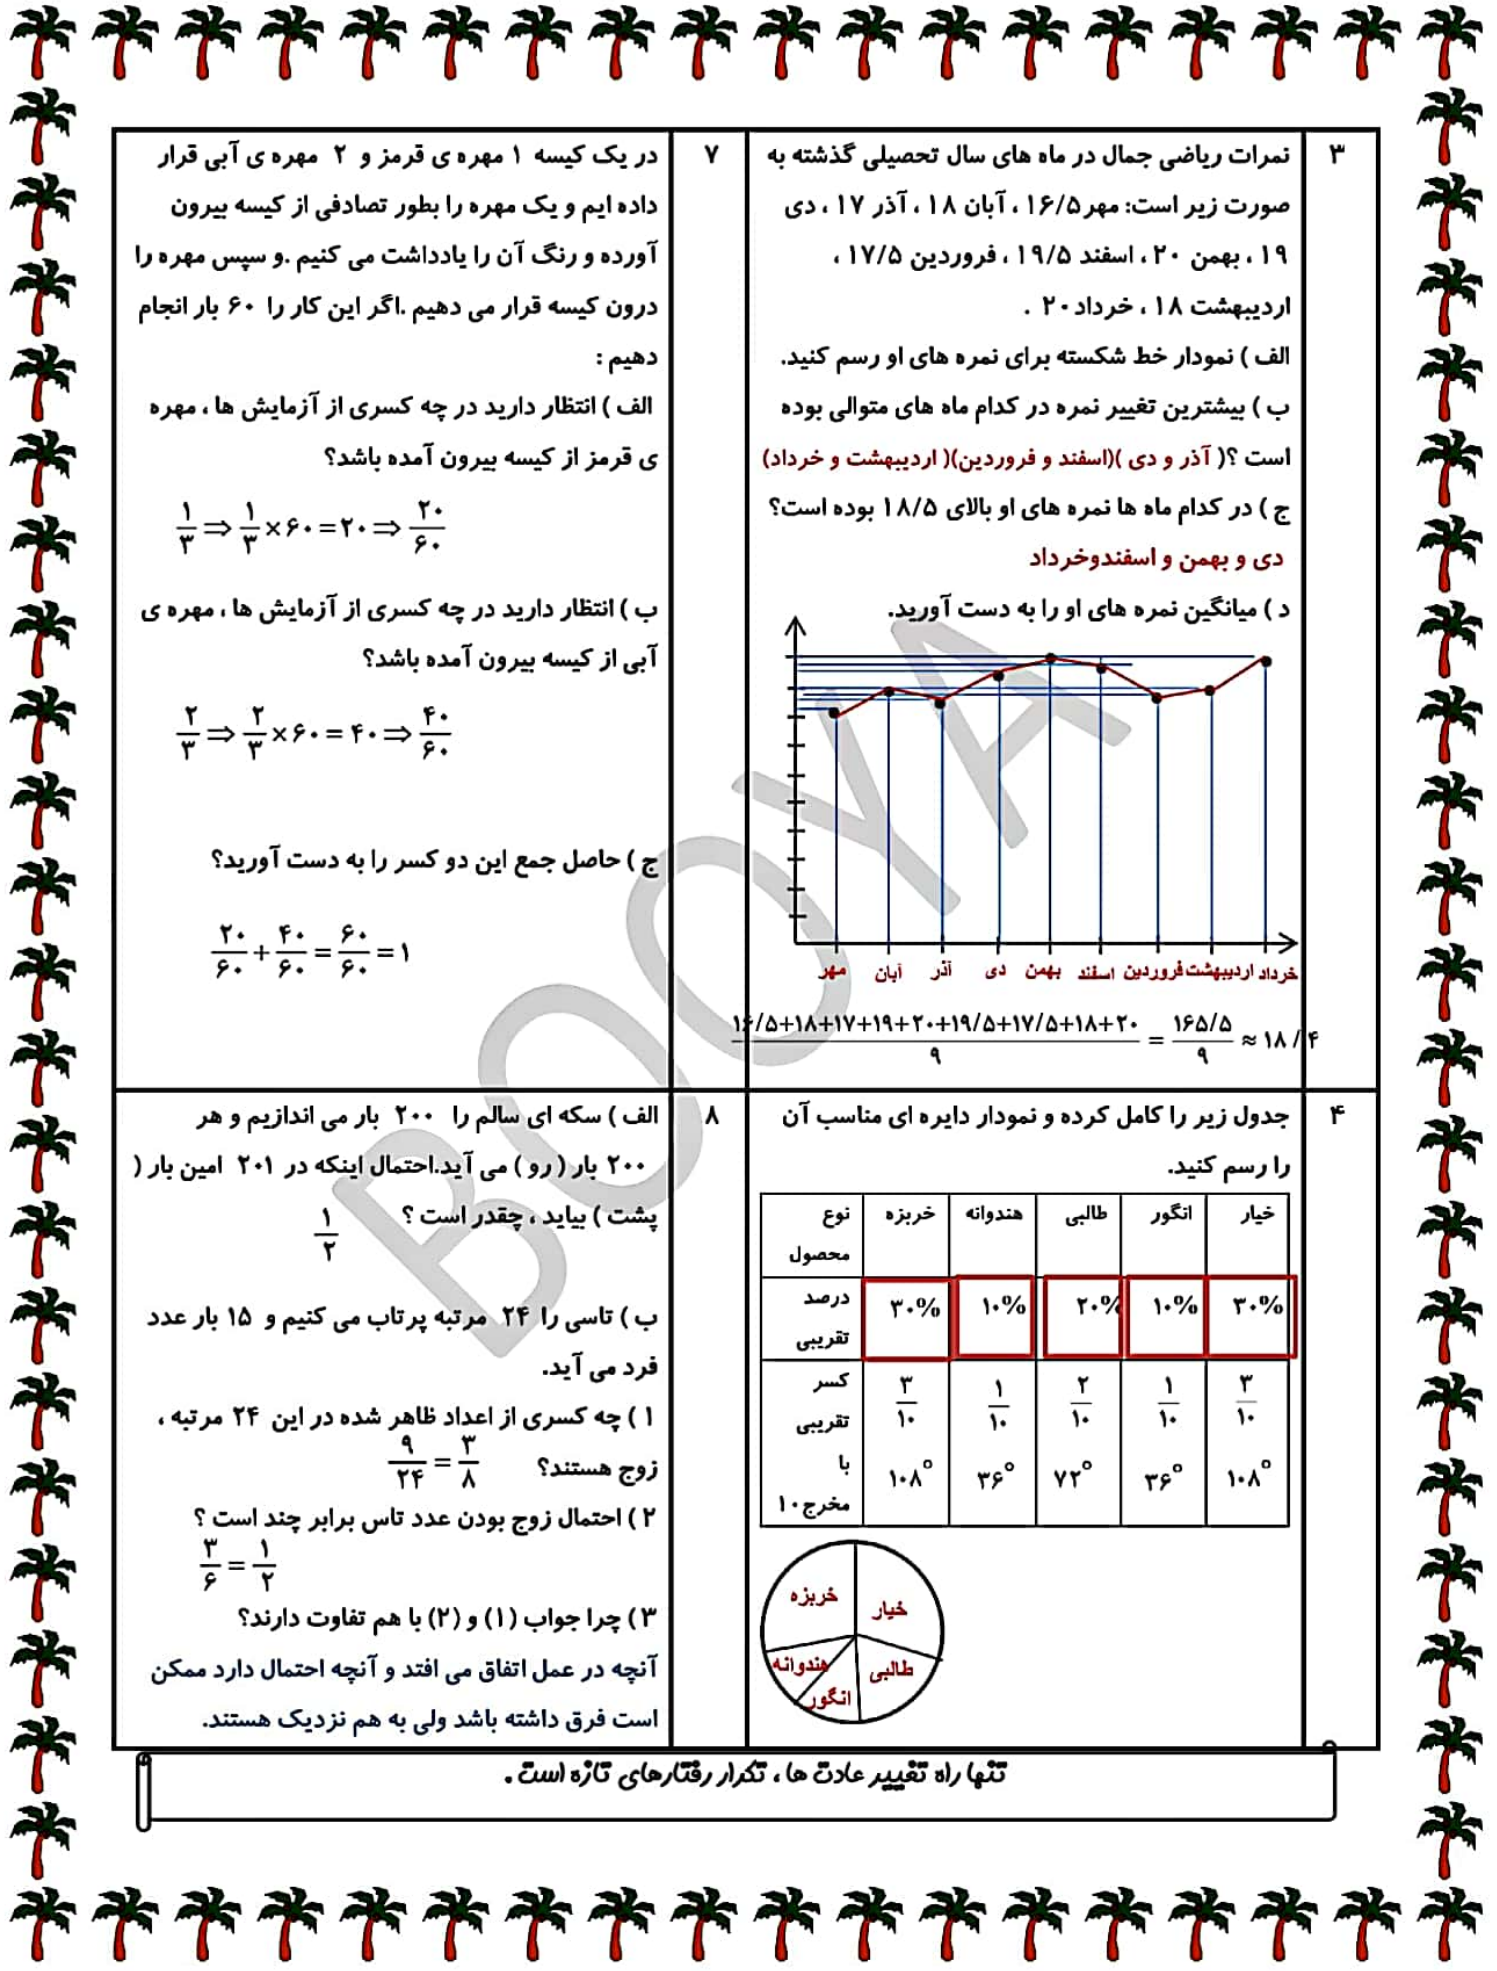 ۳
نمرات ریاضی جمال در ماه های سال تحصیلی گذشته به
صورت زیر است: مهر۱۶/۵ ، آبان ۱۸ ، آذر ۱۷ ، دی
۱۹ ، بهمن ۲۰ ، اسفند ۱۹/۵ ، فروردین ۱۷/۵ ،
اردیبهشت ۱۸ ، خرداد۲۰ .
الف ) نمودار خط شکسته برای نمره های او رسم کنید.
ب ) بیشترین تغییر نمره در کدام ماه های متوالی بوده
است ؟( آذر و دی )(اسفند و فروردین)( اردیبهشت و خرداد)
ج ) در کدام ماه ها نمره های او بالای ۱۸/۵ بوده است؟
دی و بهمن و اسفندوخرداد
د ) میانگین نمره های او را به دست آورید.
مهر آبان آذر دی بهمن اسفند فروردین اردیبهشت خرداد
۱۶/۵+۱۸+۱۷+۱۹+۲۰+۱۹/۵+۱۷/۵+۱۸+۲۰ / ۹ = ۱۶۵/۵ / ۹ ≈ ۱۸ / ۴
۴
جدول زیر را کامل کرده و نمودار دایره ای مناسب آن
را رسم کنید.
نوع محصول خربزه هندوانه طالبی انگور خیار
درصد تقریبی ۳۰% ۱۰% ۲۰% ۱۰% ۳۰%
کسر تقریبی با مخرج۱۰ ۳/۱۰ ۱/۱۰ ۲/۱۰ ۱/۱۰ ۳/۱۰
۱۰۸° ۳۶° ۷۲° ۳۶° ۱۰۸°
خربزه خیار
هندوانه طالبی
انگور
۷
در یک کیسه ۱ مهره ی قرمز و ۲ مهره ی آبی قرار
داده ایم و یک مهره را بطور تصادفی از کیسه بیرون
آورده و رنگ آن را یادداشت می کنیم .و سپس مهره را
درون کیسه قرار می دهیم .اگر این کار را ۶۰ بار انجام
دهیم :
الف ) انتظار دارید در چه کسری از آزمایش ها ، مهره
ی قرمز از کیسه بیرون آمده باشد؟
۱/۳ ⇒ ۱/۳ × ۶۰ = ۲۰ ⇒ ۲۰/۶۰
ب ) انتظار دارید در چه کسری از آزمایش ها ، مهره ی
آبی از کیسه بیرون آمده باشد؟
۲/۳ ⇒ ۲/۳ × ۶۰ = ۴۰ ⇒ ۴۰/۶۰
ج ) حاصل جمع این دو کسر را به دست آورید؟
۲۰/۶۰ + ۴۰/۶۰ = ۶۰/۶۰ = ۱
۸
الف ) سکه ای سالم را ۲۰۰ بار می اندازیم و هر
۲۰۰ بار ( رو ) می آید.احتمال اینکه در ۲۰۱ امین بار (
پشت ) بیاید ، چقدر است ؟ ۱/۲
ب ) تاسی را ۲۴ مرتبه پرتاب می کنیم و ۱۵ بار عدد
فرد می آید.
۱ ) چه کسری از اعداد ظاهر شده در این ۲۴ مرتبه ،
زوج هستند؟ ۹/۲۴ = ۳/۸
۲ ) احتمال زوج بودن عدد تاس برابر چند است ؟
۳/۶ = ۱/۲
۳ ) چرا جواب (۱) و (۲) با هم تفاوت دارند؟
آنچه در عمل اتفاق می افتد و آنچه احتمال دارد ممکن
است فرق داشته باشد ولی به هم نزدیک هستند.
تنها راه تغییر عادت ها ، تکرار رفتارهای تازه است .
BOOYA